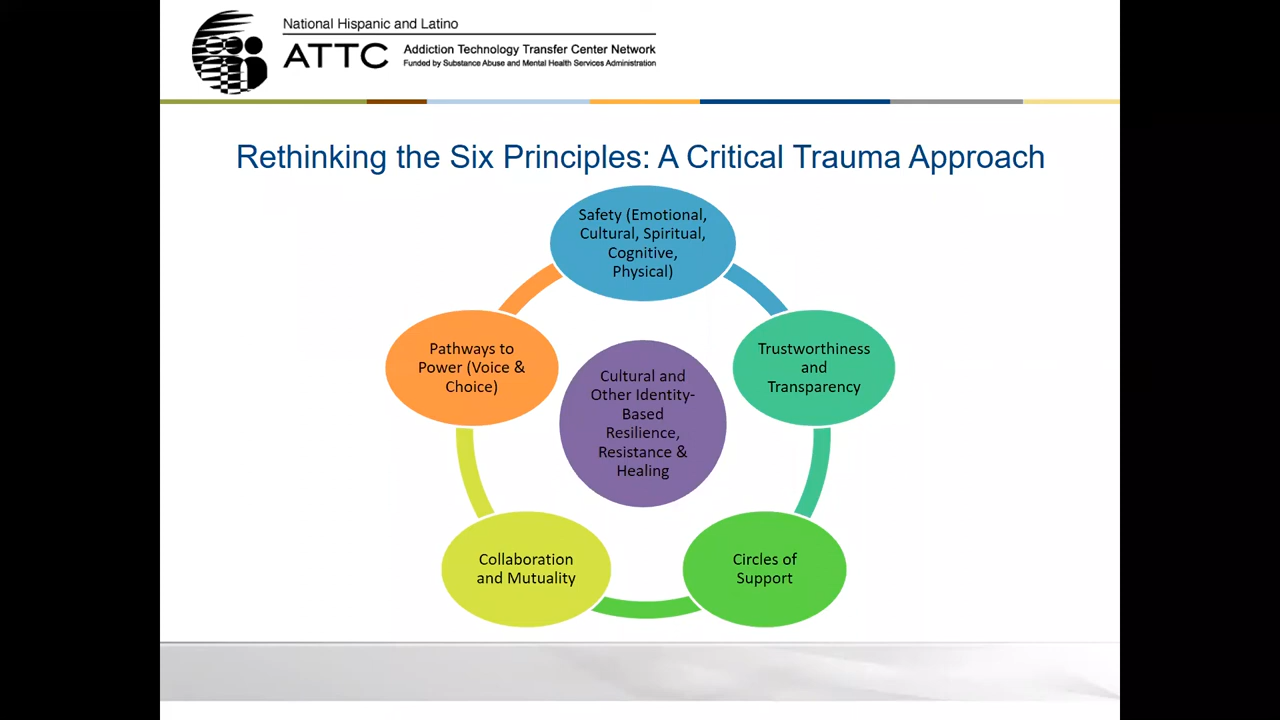 National Hispanic and Latino
ATTC
Addiction Technology Transfer Center Network
Funded by Substance Abuse and Mental Health Services Administration
Rethinking the Six Principles: A Critical Trauma Approach
Safety (Emotional,
Cultural, Spiritual,
Cognitive,
Physical)
Trustworthiness
and
Transparency
Circles of
Support
Collaboration
and Mutuality
Pathways to
Power (Voice &
Choice)
Cultural and
Other Identity-
Based
Resilience,
Resistance &
Healing